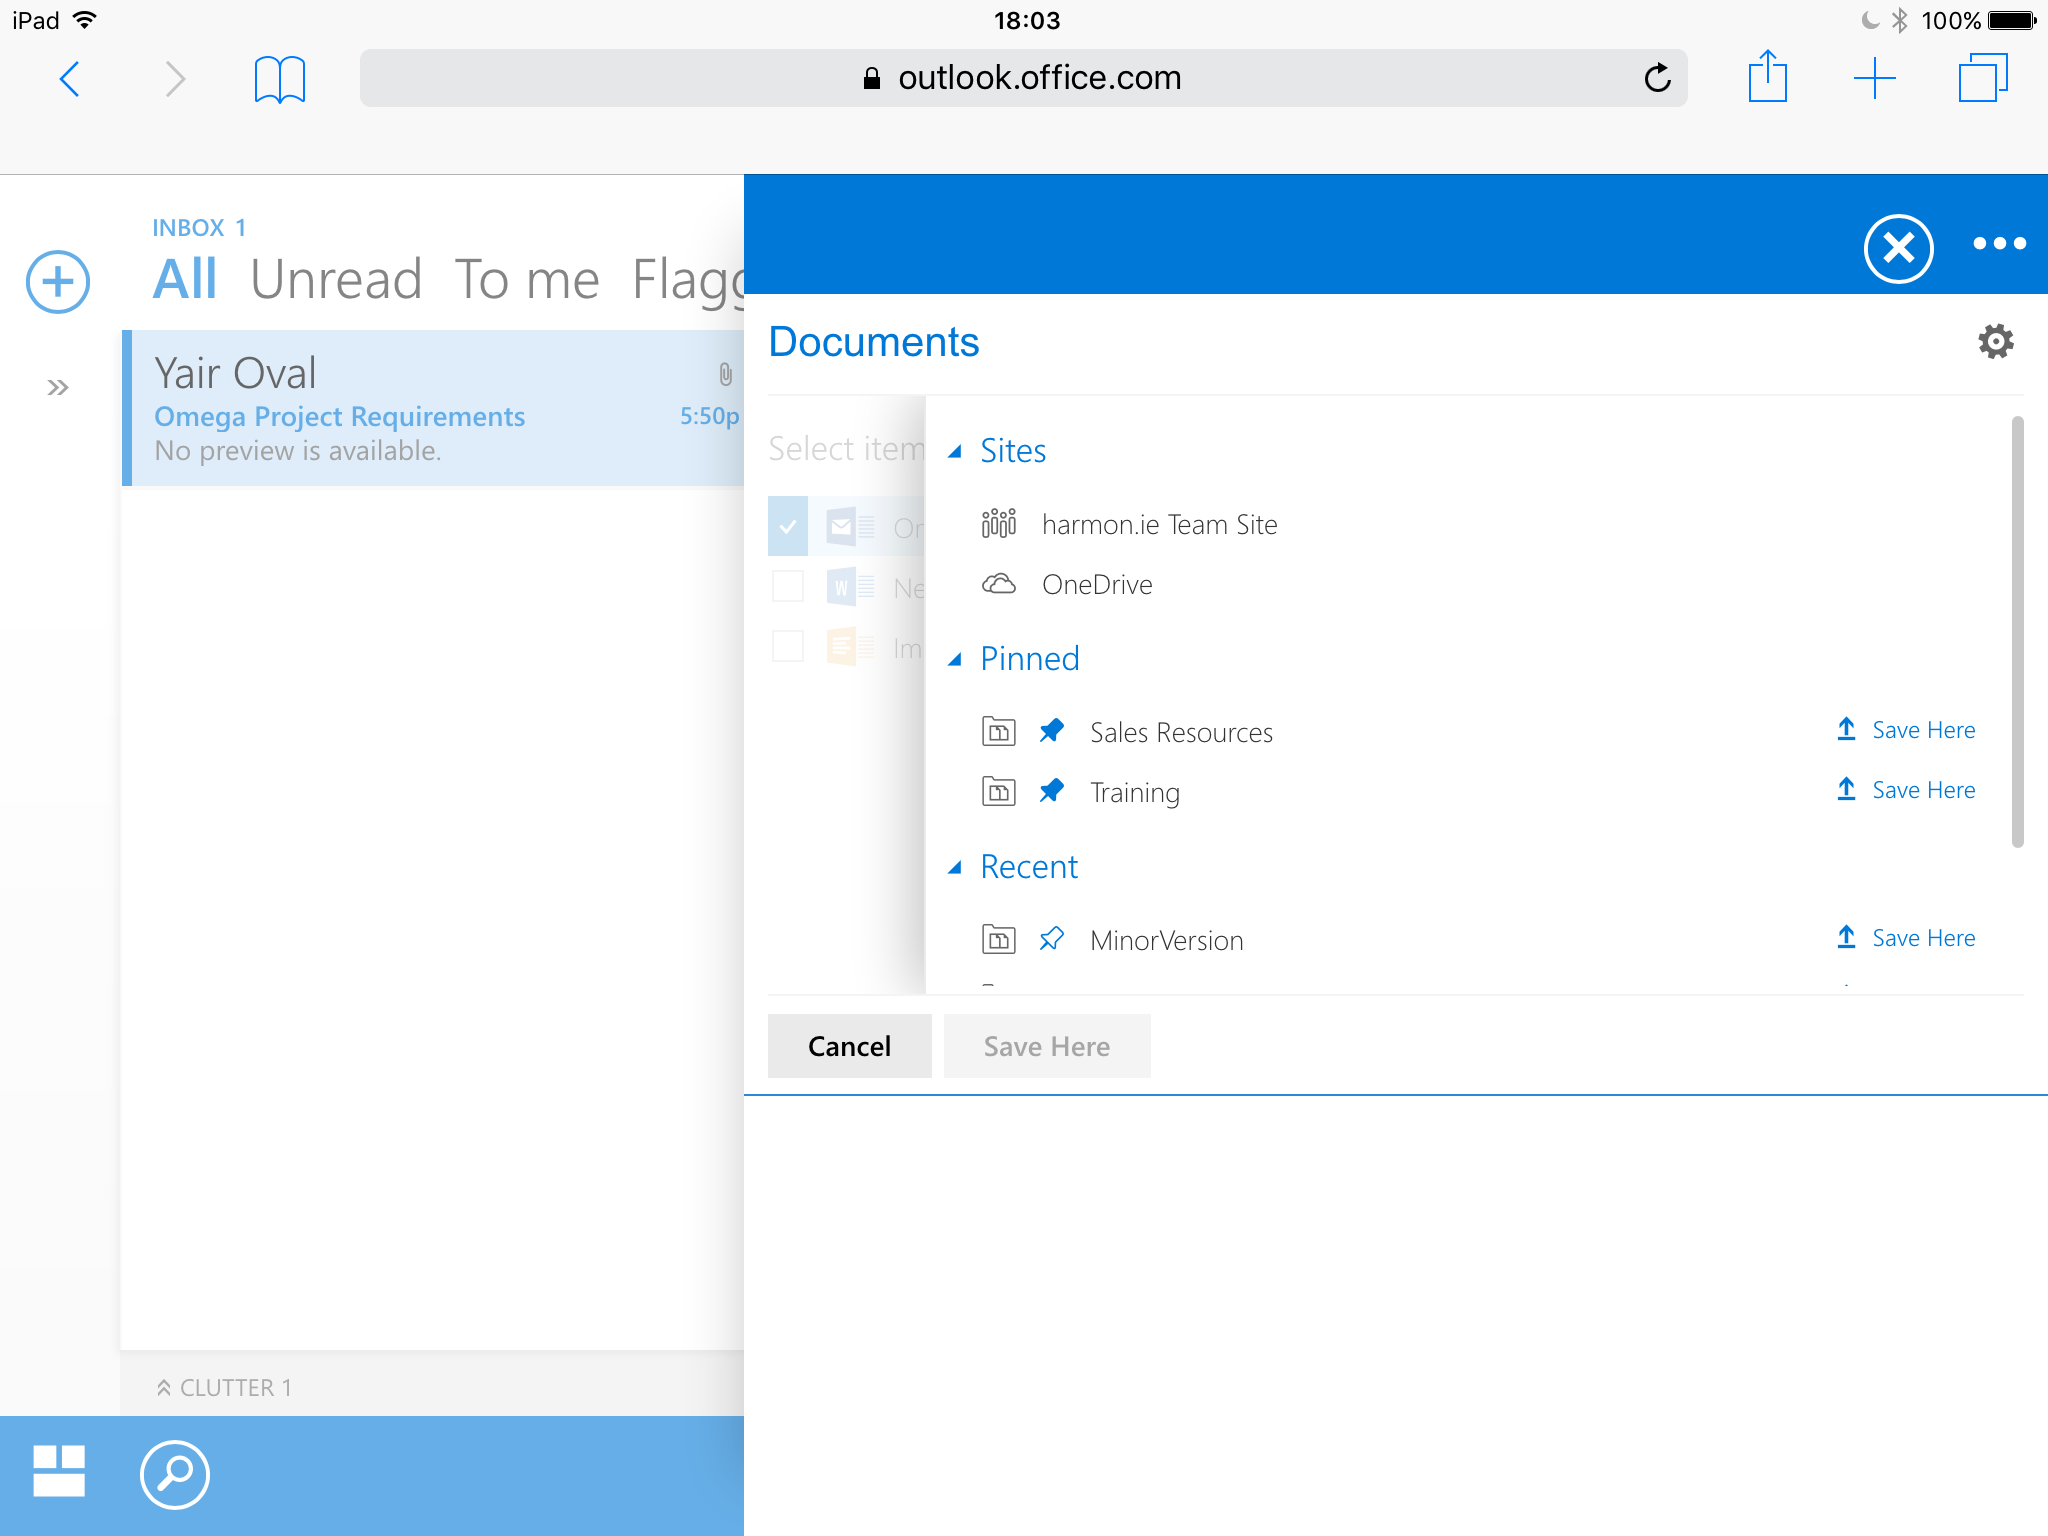 iPad
18:03
100%
outlook.office.com
INBOX 1
All Unread To me Flagg
Yair Oval
Omega Project Requirements 5:50p
No preview is available.
CLUTTER 1
Documents
Select item
On
Ne
Im
Sites
harmon.ie Team Site
OneDrive
Pinned
Sales Resources Save Here
Training Save Here
Recent
MinorVersion Save Here
Cancel Save Here